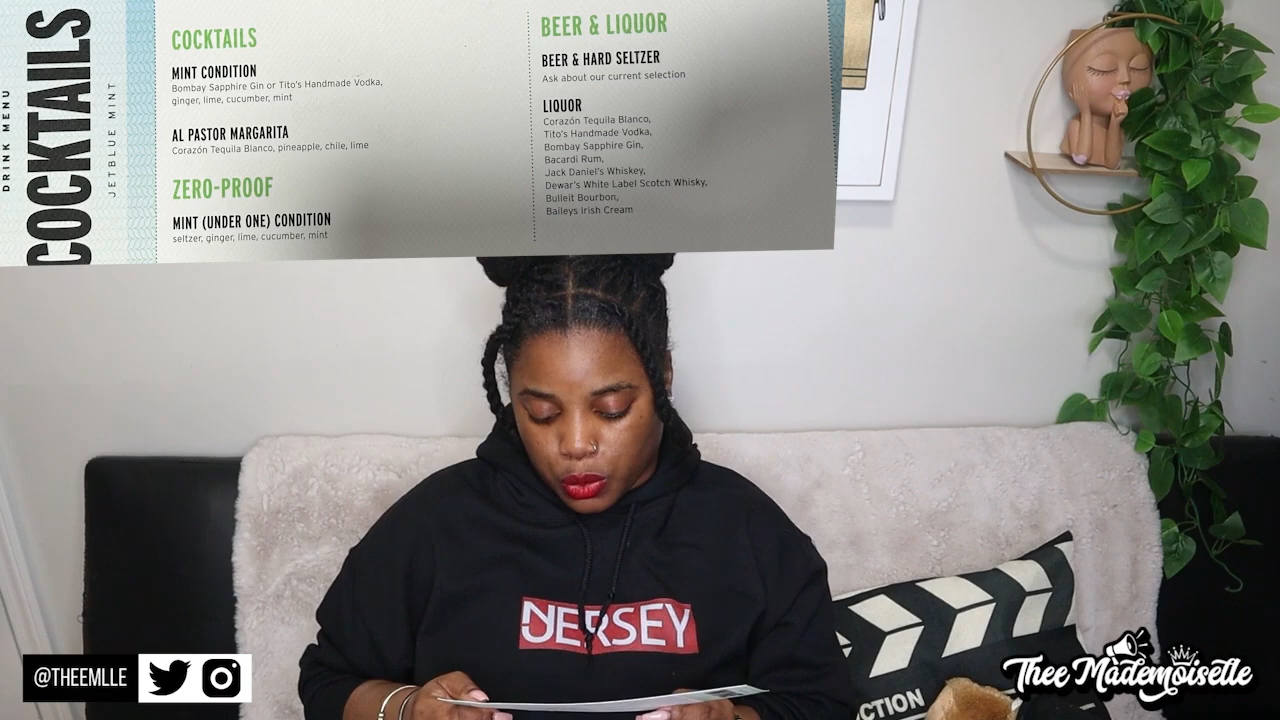 DRINK MENU
COCKTAILS
JETBLUE MINT
COCKTAILS
MINT CONDITION
Bombay Sapphire Gin or Tito's Handmade Vodka,
ginger, lime, cucumber, mint
AL PASTOR MARGARITA
Corazón Tequila Blanco, pineapple, chile, lime
ZERO-PROOF
MINT (UNDER ONE) CONDITION
seltzer, ginger, lime, cucumber, mint
BEER & LIQUOR
BEER & HARD SELTZER
Ask about our current selection
LIQUOR
Corazón Tequila Blanco,
Tito's Handmade Vodka,
Bombay Sapphire Gin,
Bacardi Rum,
Jack Daniel's Whiskey,
Dewar's White Label Scotch Whisky,
Bulleit Bourbon,
Baileys Irish Cream
JERSEY
CTION
@THEEMLLE
Thee Mademoiselle